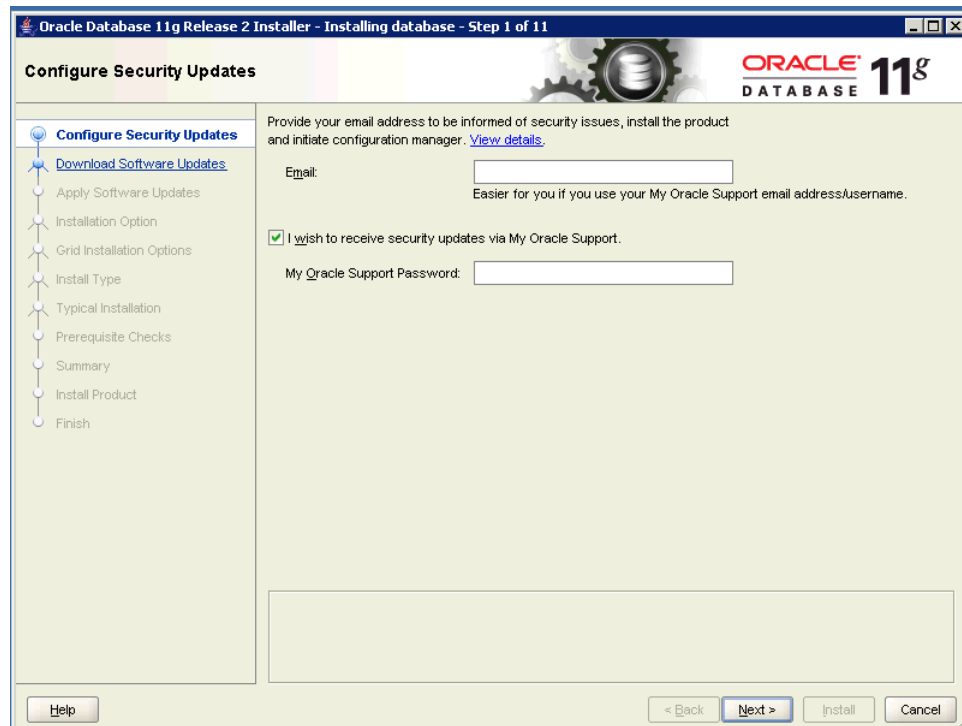 Oracle Database 11g Release 2 Installer - Installing database - Step 1 of 11
Configure Security Updates
ORACLE
DATABASE
11g
Configure Security Updates
Download Software Updates
Apply Software Updates
Installation Option
Grid Installation Options
Install Type
Typical Installation
Prerequisite Checks
Summary
Install Product
Finish
Provide your email address to be informed of security issues, install the product
and initiate configuration manager. View details.
Email:
Easier for you if you use your My Oracle Support email address/username.
I wish to receive security updates via My Oracle Support.
My Oracle Support Password:
Help
< Back
Next >
Install
Cancel